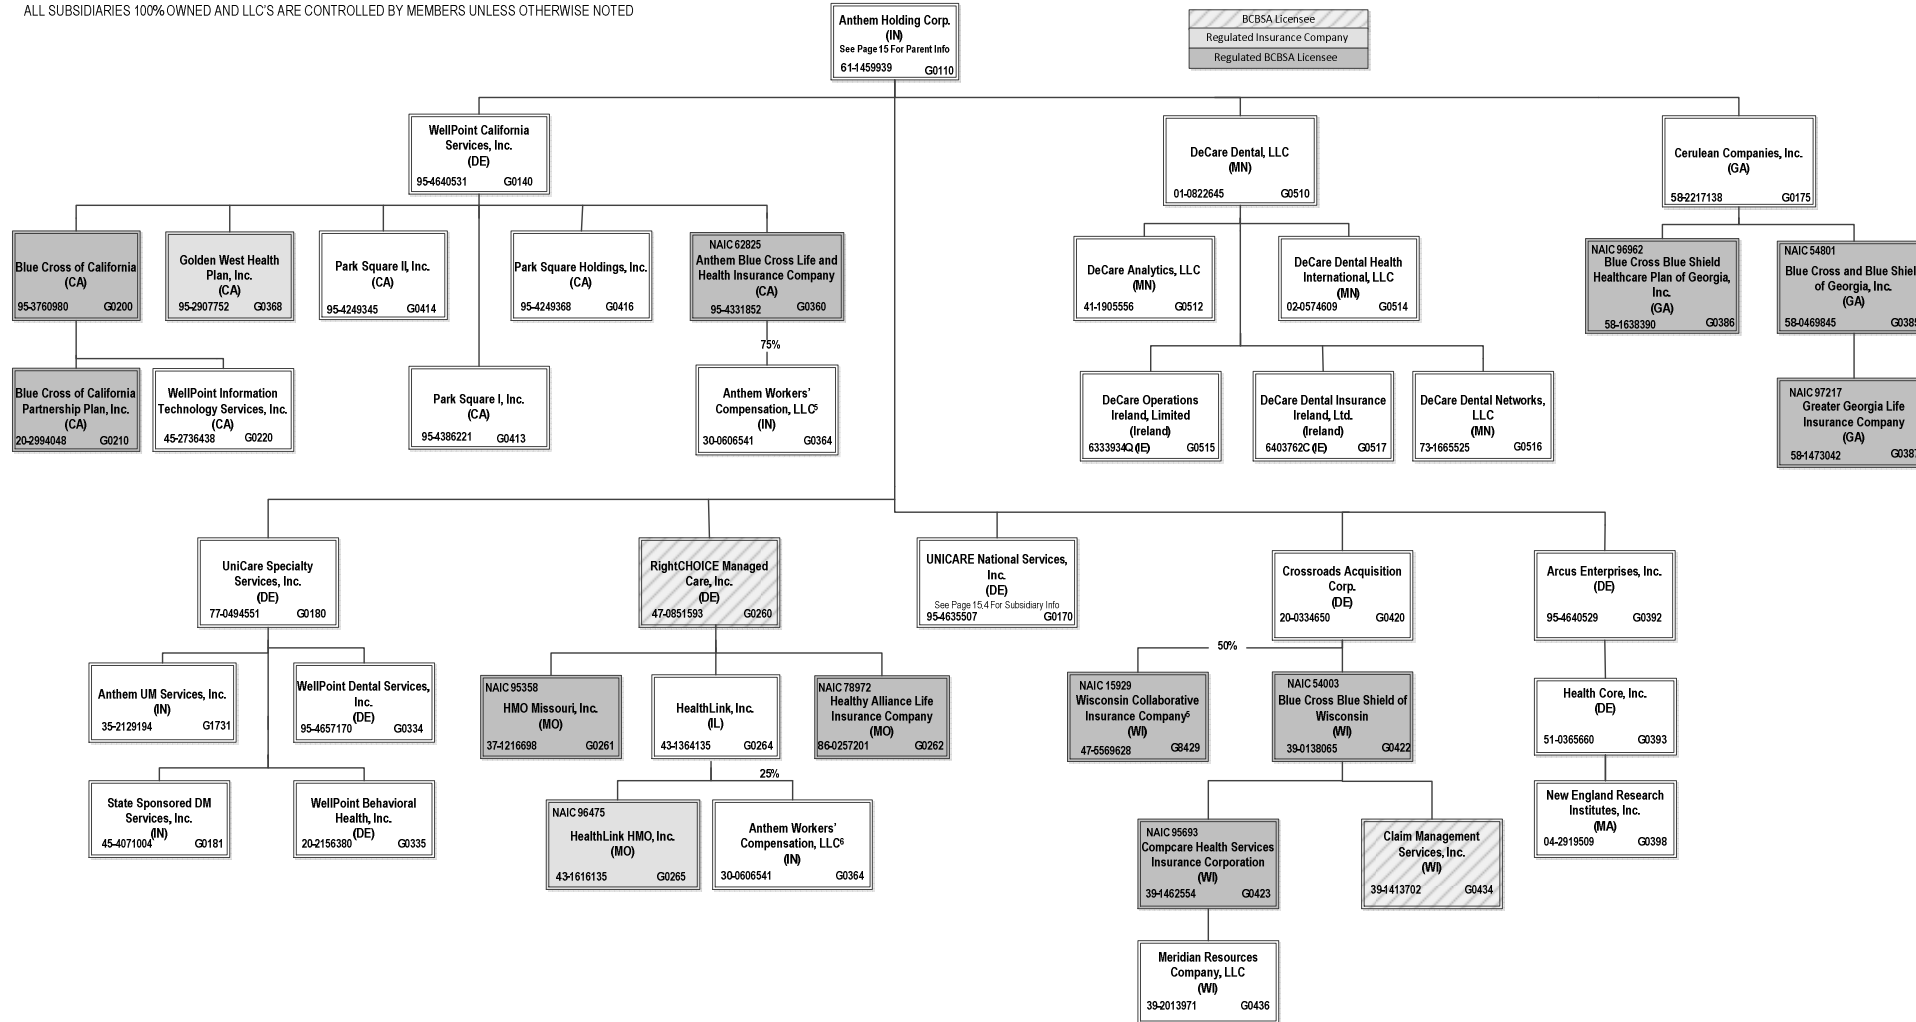 ALL SUBSIDIARIES 100% OWNED AND LLC'S ARE CONTROLLED BY MEMBERS UNLESS OTHERWISE NOTED
Anthem Holding Corp.
(IN)
See Page 15 For Parent Info
61-1459939 G0110
BCBSA Licensee
Regulated Insurance Company
Regulated BCBSA Licensee
WellPoint California
Services, Inc.
(DE)
95-4640531 G0140
DeCare Dental, LLC
(MN)
01-0822645 G0510
Cerulean Companies, Inc.
(GA)
58-2217138 G0175
Blue Cross of California
(CA)
95-3760980 G0200
Golden West Health
Plan, Inc.
(CA)
95-2907752 G0368
Park Square II, Inc.
(CA)
95-4249345 G0414
Park Square Holdings, Inc.
(CA)
95-4249368 G0416
NAIC 62825
Anthem Blue Cross Life and
Health Insurance Company
(CA)
95-4331852 G0360
DeCare Analytics, LLC
(MN)
41-1905556 G0512
DeCare Dental Health
International, LLC
(MN)
02-0574609 G0514
NAIC 96962
Blue Cross Blue Shield
Healthcare Plan of Georgia,
Inc.
(GA)
58-1638390 G0386
NAIC 54801
Blue Cross and Blue Shiel
of Georgia, Inc.
(GA)
58-0469845 G0385
75%
Blue Cross of California
Partnership Plan, Inc.
(CA)
20-2994048 G0210
WellPoint Information
Technology Services, Inc.
(CA)
45-2736438 G0220
Park Square I, Inc.
(CA)
95-4386221 G0413
Anthem Workers'
Compensation, LLC5
(IN)
30-0606541 G0364
DeCare Operations
Ireland, Limited
(Ireland)
6333934Q (IE) G0515
DeCare Dental Insurance
Ireland, Ltd.
(Ireland)
6403762C (IE) G0517
DeCare Dental Networks,
LLC
(MN)
73-1665525 G0516
NAIC 97217
Greater Georgia Life
Insurance Company
(GA)
58-1473042 G0387
UniCare Specialty
Services, Inc.
(DE)
77-0494551 G0180
RightCHOICE Managed
Care, Inc.
(DE)
47-0851593 G0260
UNICARE National Services,
Inc.
(DE)
See Page 15.4 For Subsidiary Info
95-4635507 G0170
Crossroads Acquisition
Corp.
(DE)
20-0334650 G0420
Arcus Enterprises, Inc.
(DE)
95-4640529 G0392
50%
Anthem UM Services, Inc.
(IN)
35-2129194 G1731
WellPoint Dental Services,
Inc.
(DE)
95-4657170 G0334
NAIC 95358
HMO Missouri, Inc.
(MO)
37-1216698 G0261
HealthLink, Inc.
(IL)
43-1364135 G0264
NAIC 78972
Healthy Alliance Life
Insurance Company
(MO)
86-0257201 G0262
NAIC 15929
Wisconsin Collaborative
Insurance Company6
(WI)
47-5569628 G8429
NAIC 54003
Blue Cross Blue Shield of
Wisconsin
(WI)
39-0138065 G0422
Health Core, Inc.
(DE)
51-0365660 G0393
25%
State Sponsored DM
Services, Inc.
(IN)
45-4071004 G0181
WellPoint Behavioral
Health, Inc.
(DE)
20-2156380 G0335
NAIC 96475
HealthLink HMO, Inc.
(MO)
43-1616135 G0265
Anthem Workers'
Compensation, LLC6
(IN)
30-0606541 G0364
NAIC 95693
Compcare Health Services
Insurance Corporation
(WI)
39-1462554 G0423
Claim Management
Services, Inc.
(WI)
39-1413702 G0434
New England Research
Institutes, Inc.
(MA)
04-2919509 G0398
Meridian Resources
Company, LLC
(WI)
39-2013971 G0436